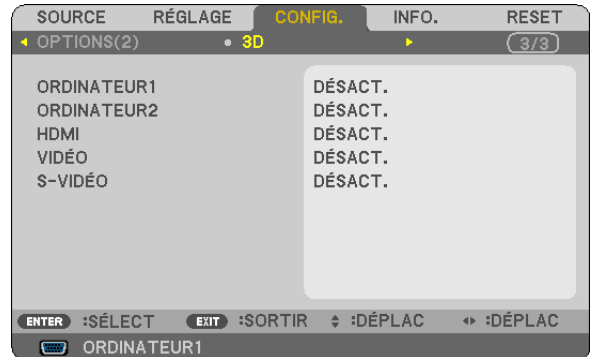 SOURCE RÉGLAGE CONFIG. INFO. RESET
OPTIONS(2) 3D 3/3
ORDINATEUR1 DÉSACT.
ORDINATEUR2 DÉSACT.
HDMI DÉSACT.
VIDÉO DÉSACT.
S-VIDÉO DÉSACT.
ENTER :SÉLECT EXIT :SORTIR :DÉPLAC :DÉPLAC
ORDINATEUR1